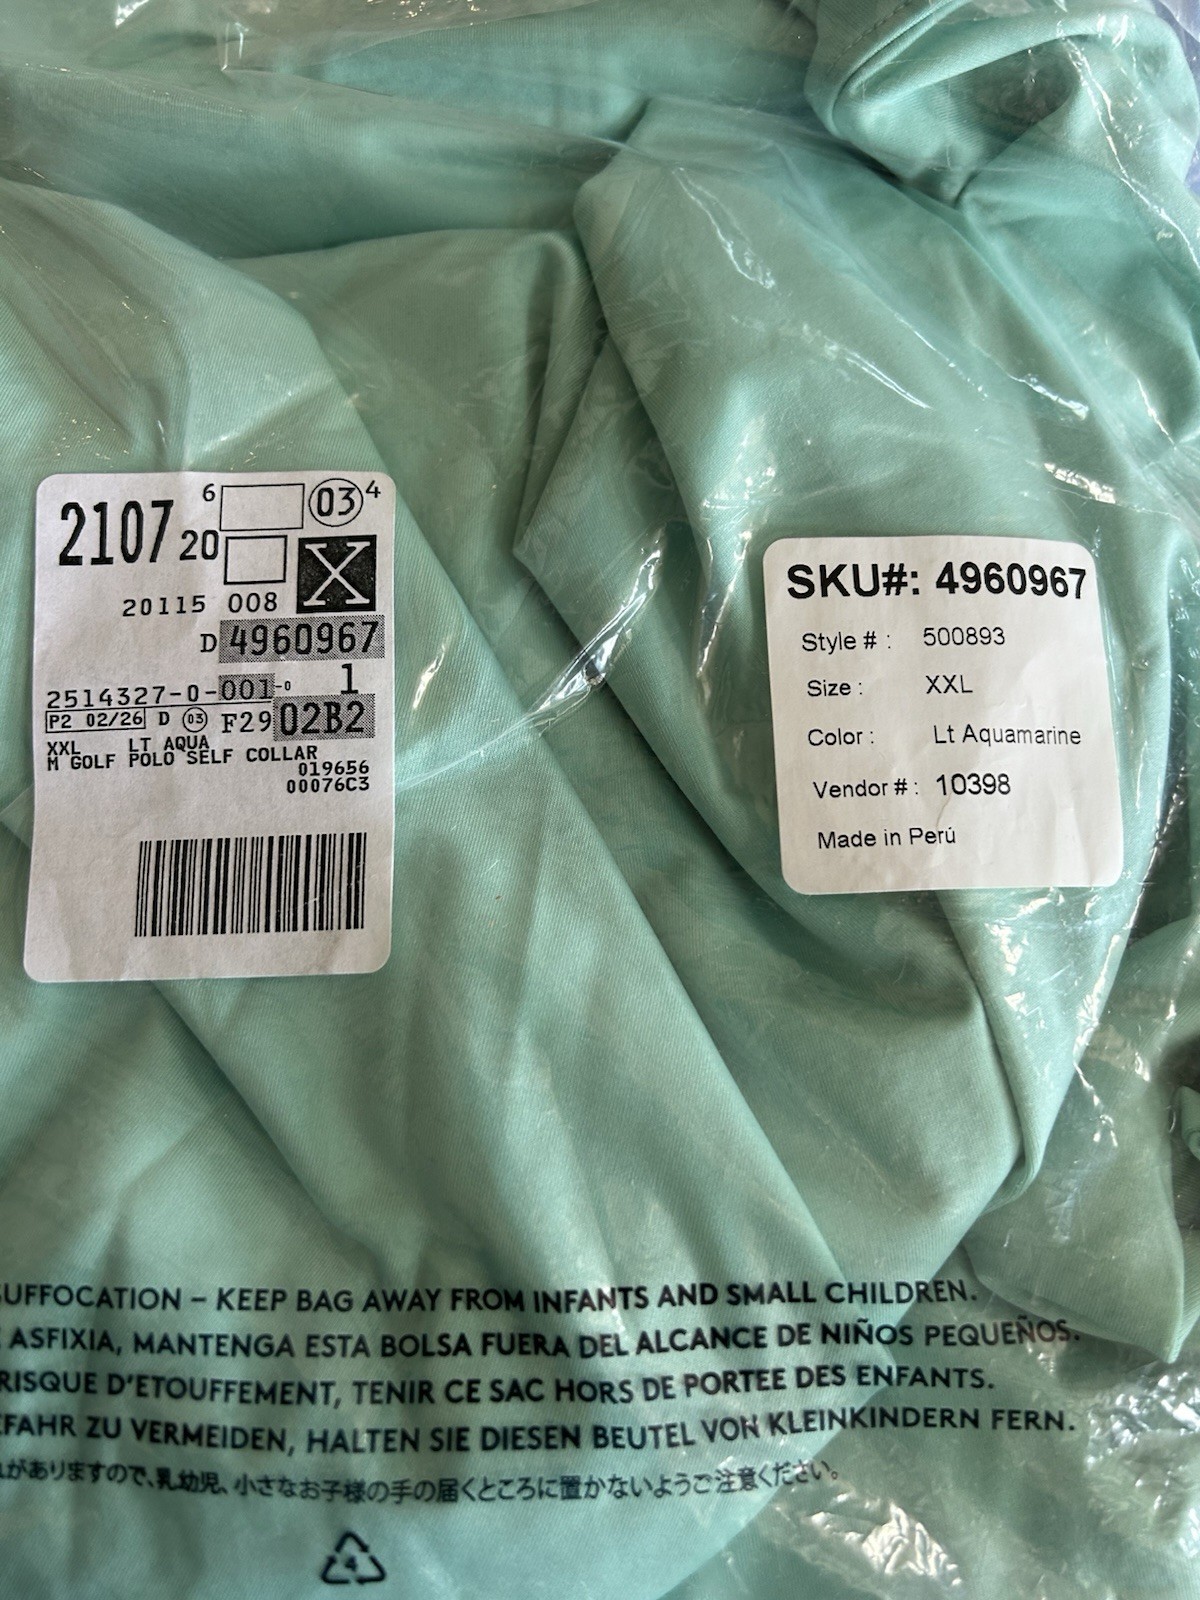 2107 6 03 4
20
X
20115 008
D 4960967
2514327-0-001-0 1
P2 02/26 D 03 F29 02B2
XXL LT AQUA
M GOLF POLO SELF COLLAR
019656
00076C3
SKU#: 4960967
Style # : 500893
Size : XXL
Color : Lt Aquamarine
Vendor # : 10398
Made in Perú
SUFFOCATION – KEEP BAG AWAY FROM INFANTS AND SMALL CHILDREN.
ASFIXIA, MANTENGA ESTA BOLSA FUERA DEL ALCANCE DE NIÑOS PEQUEÑOS.
RISQUE D'ETOUFFEMENT, TENIR CE SAC HORS DE PORTEE DES ENFANTS.
EFAHR ZU VERMEIDEN, HALTEN SIE DIESEN BEUTEL VON KLEINKINDERN FERN.
れがありますので、乳幼児、小さなお子様の手の届くところに置かないようご注意ください。
4